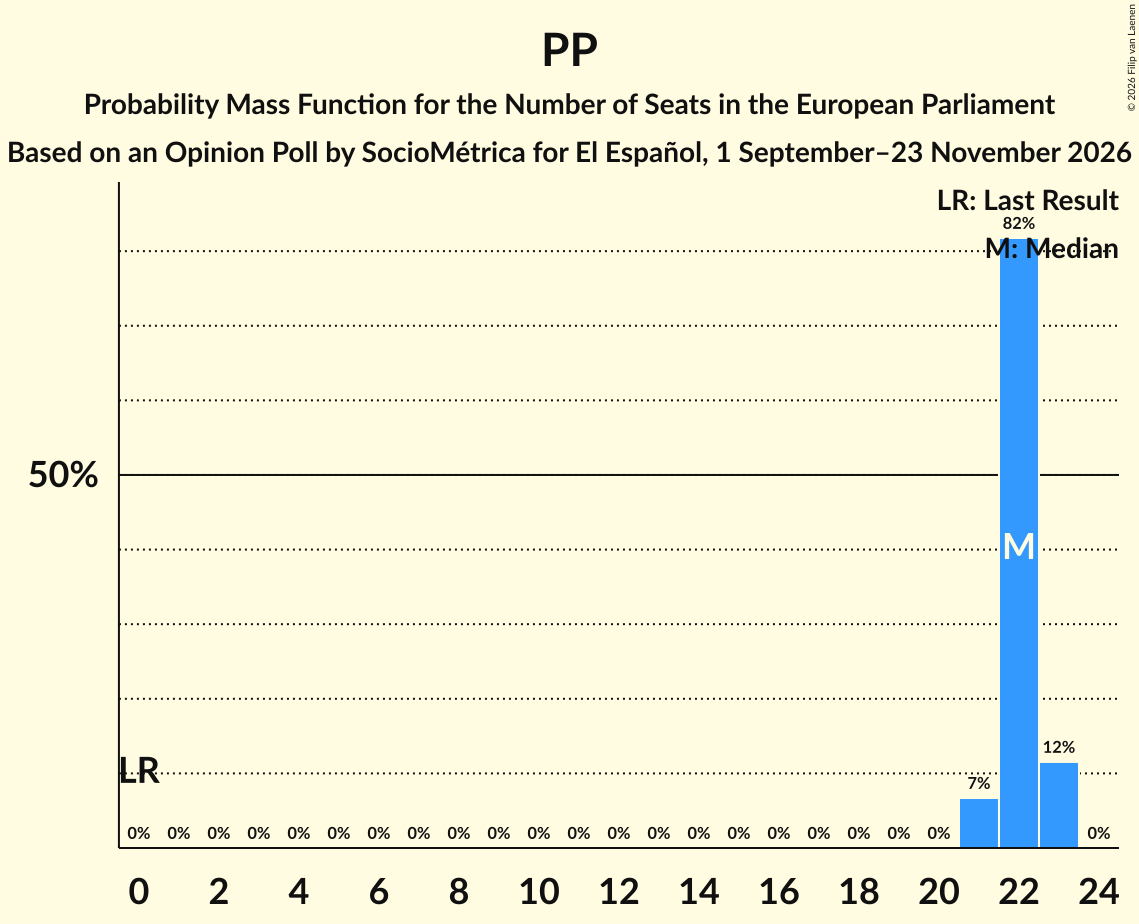 PP
Probability Mass Function for the Number of Seats in the European Parliament
Based on an Opinion Poll by SocioMétrica for El Español, 1 September–23 November 2026
© 2026 Filip van Laenen
LR: Last Result
82%
M: Median
50%
M
12%
LR
7%
0% 0% 0% 0% 0% 0% 0% 0% 0% 0% 0% 0% 0% 0% 0% 0% 0% 0% 0% 0% 0% 0%
0 2 4 6 8 10 12 14 16 18 20 22 24